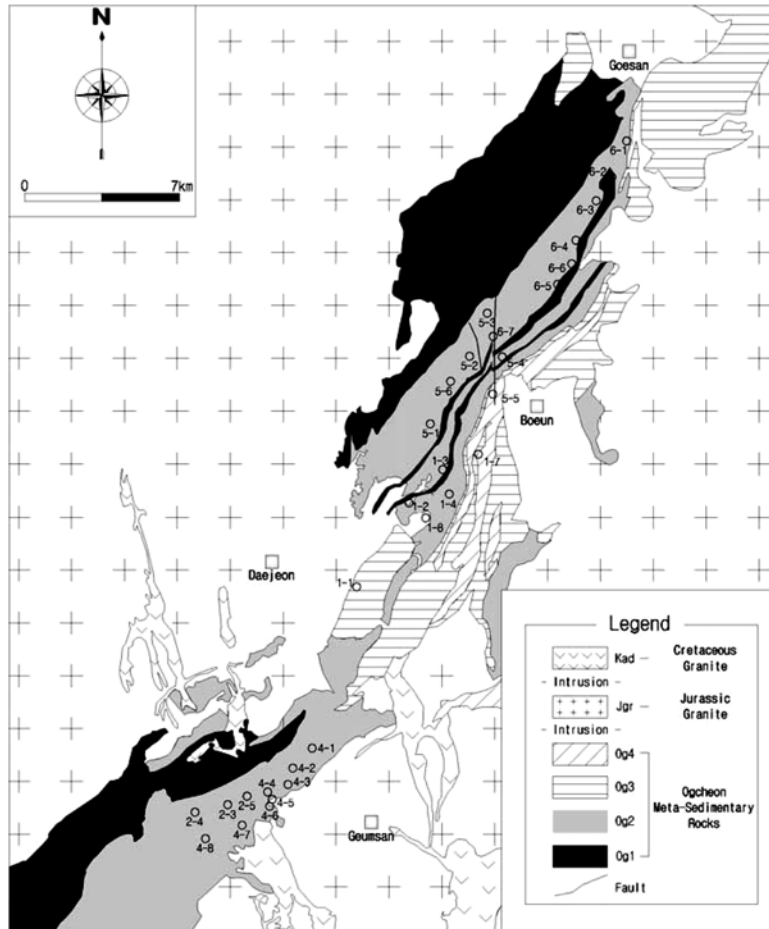 N
0 7km
Goesan
6-1
6-2
6-3
6-4
6-6
6-5
5-3
6-7
5-2
5-4
5-6
5-5
Boeun
5-1
1-3
1-7
1-2
1-4
1-8
Daejeon
1-1
4-1
4-2
4-3
4-4
2-5
4-5
2-3
4-6
2-4
4-7
4-8
Geumsan
Legend
Kad Cretaceous
Granite
- Intrusion -
Jgr Jurassic
Granite
- Intrusion -
Og4
Og3 Ogcheon
Meta-Sedimentary
Rocks
Og2
Og1
Fault